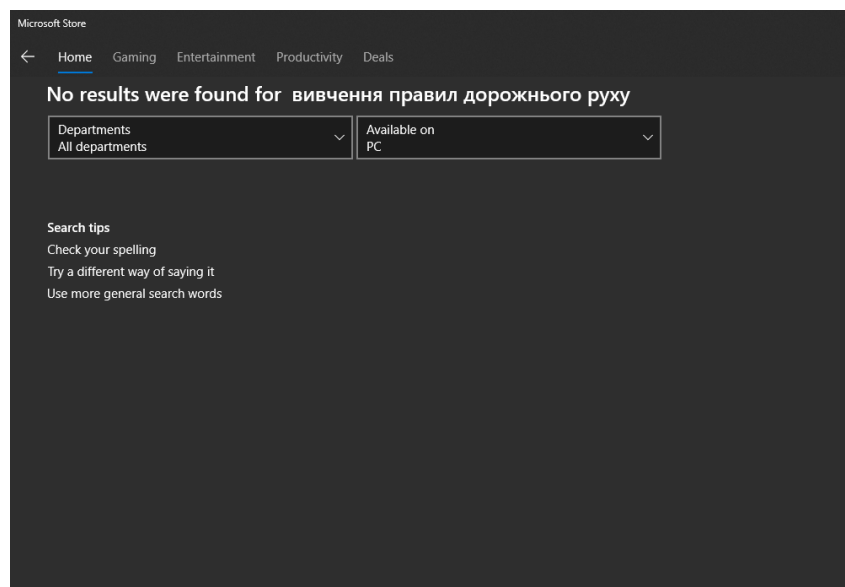 Microsoft Store
Home Gaming Entertainment Productivity Deals
No results were found for вивчення правил дорожнього руху
Departments
All departments
Available on
PC
Search tips
Check your spelling
Try a different way of saying it
Use more general search words